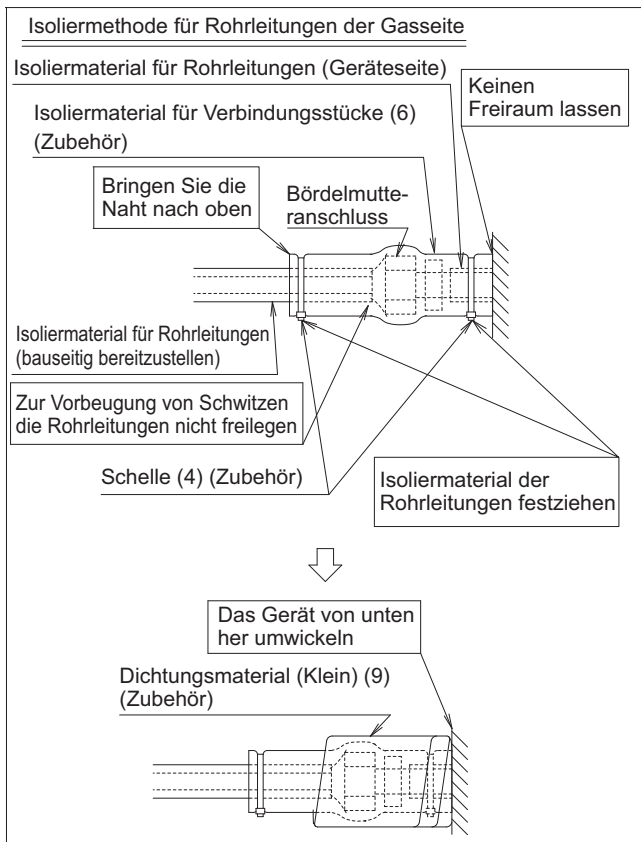 Isoliermethode für Rohrleitungen der Gasseite
Isoliermaterial für Rohrleitungen (Geräteseite)
Keinen
Freiraum lassen
Isoliermaterial für Verbindungsstücke (6)
(Zubehör)
Bringen Sie die
Naht nach oben
Bördelmutte-
ranschluss
Isoliermaterial für Rohrleitungen
(bauseitig bereitzustellen)
Zur Vorbeugung von Schwitzen
die Rohrleitungen nicht freilegen
Schelle (4) (Zubehör)
Isoliermaterial der
Rohrleitungen festziehen
Das Gerät von unten
her umwickeln
Dichtungsmaterial (Klein) (9)
(Zubehör)